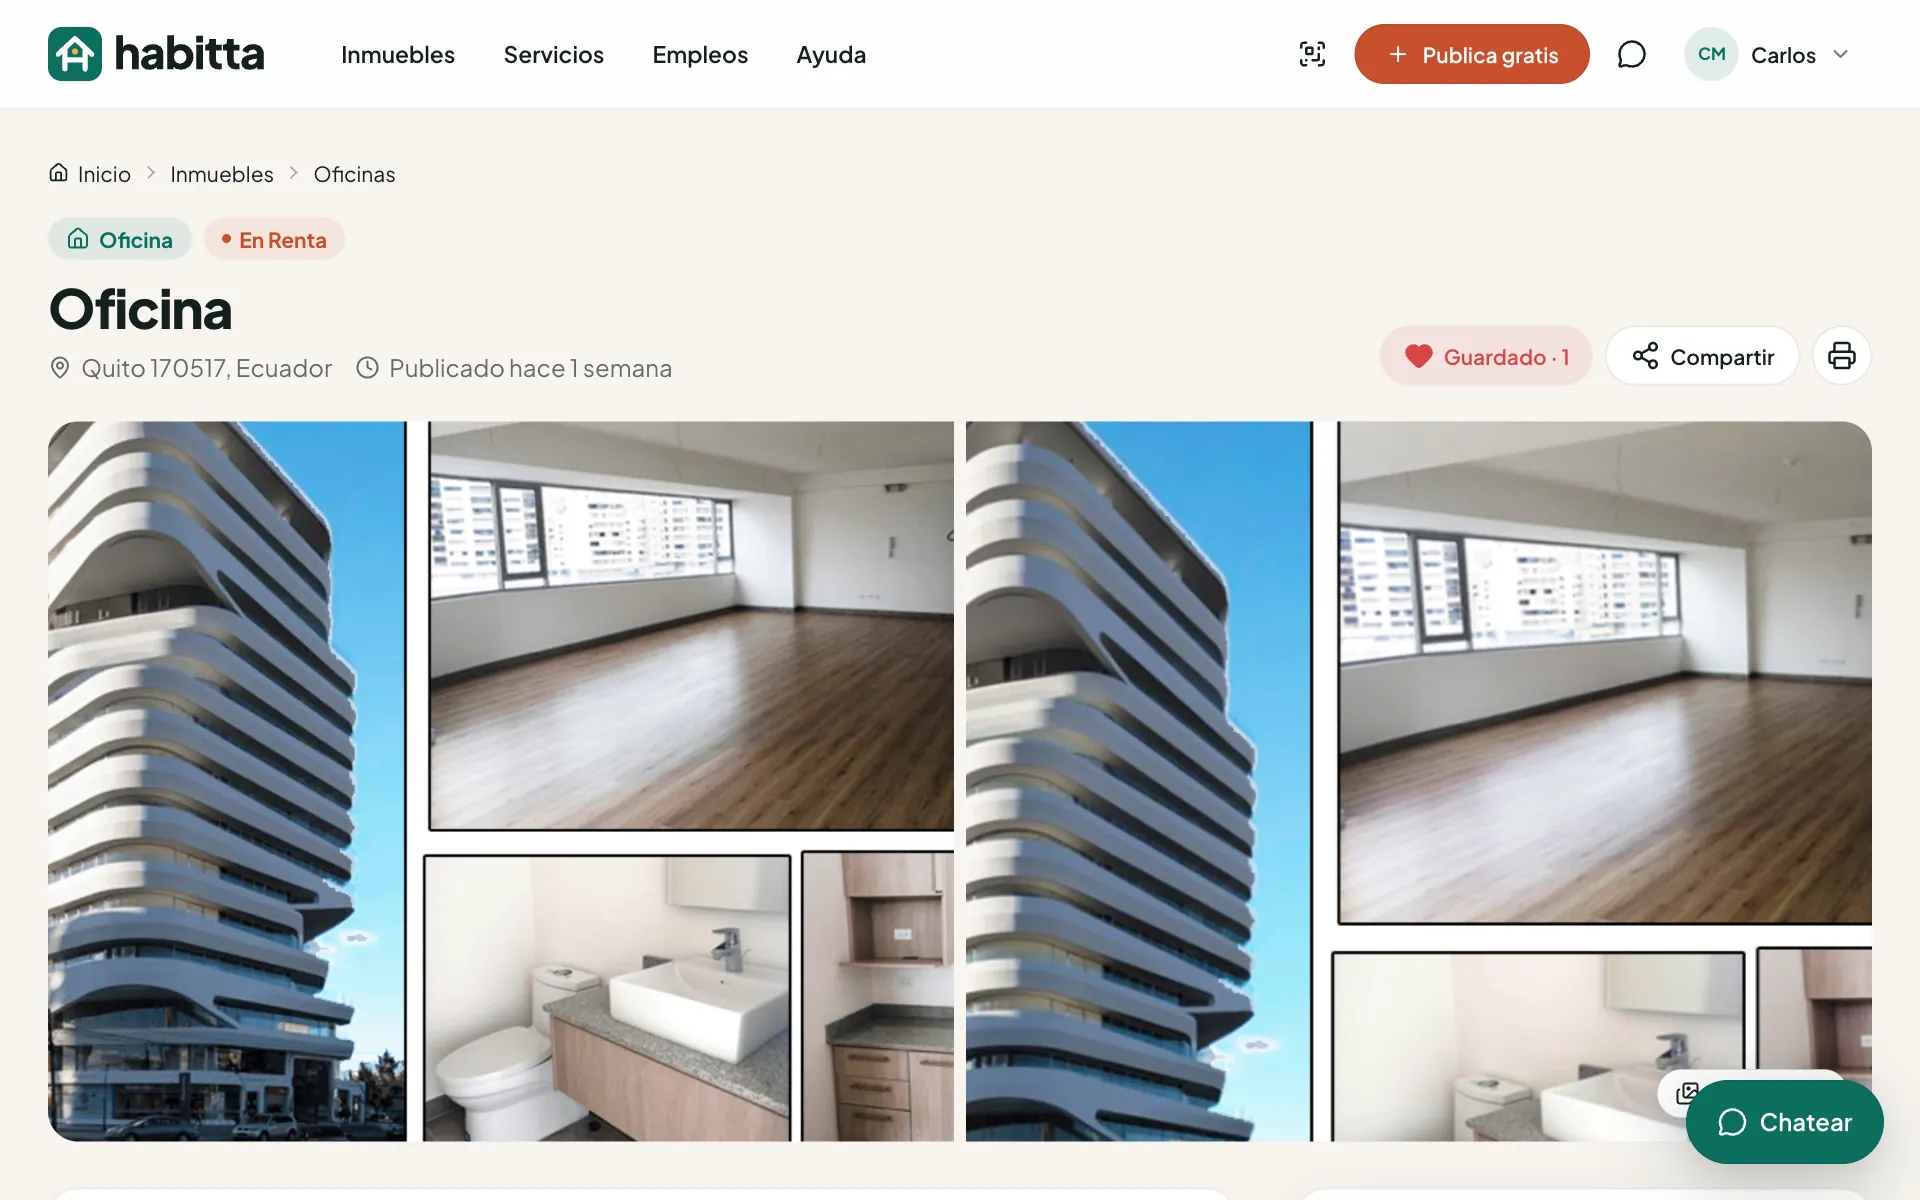 habitta
Inmuebles
Servicios
Empleos
Ayuda
Publica gratis
CM
Carlos
Inicio
Inmuebles
Oficinas
Oficina
En Renta
Oficina
Quito 170517, Ecuador
Publicado hace 1 semana
Guardado · 1
Compartir
Chatear